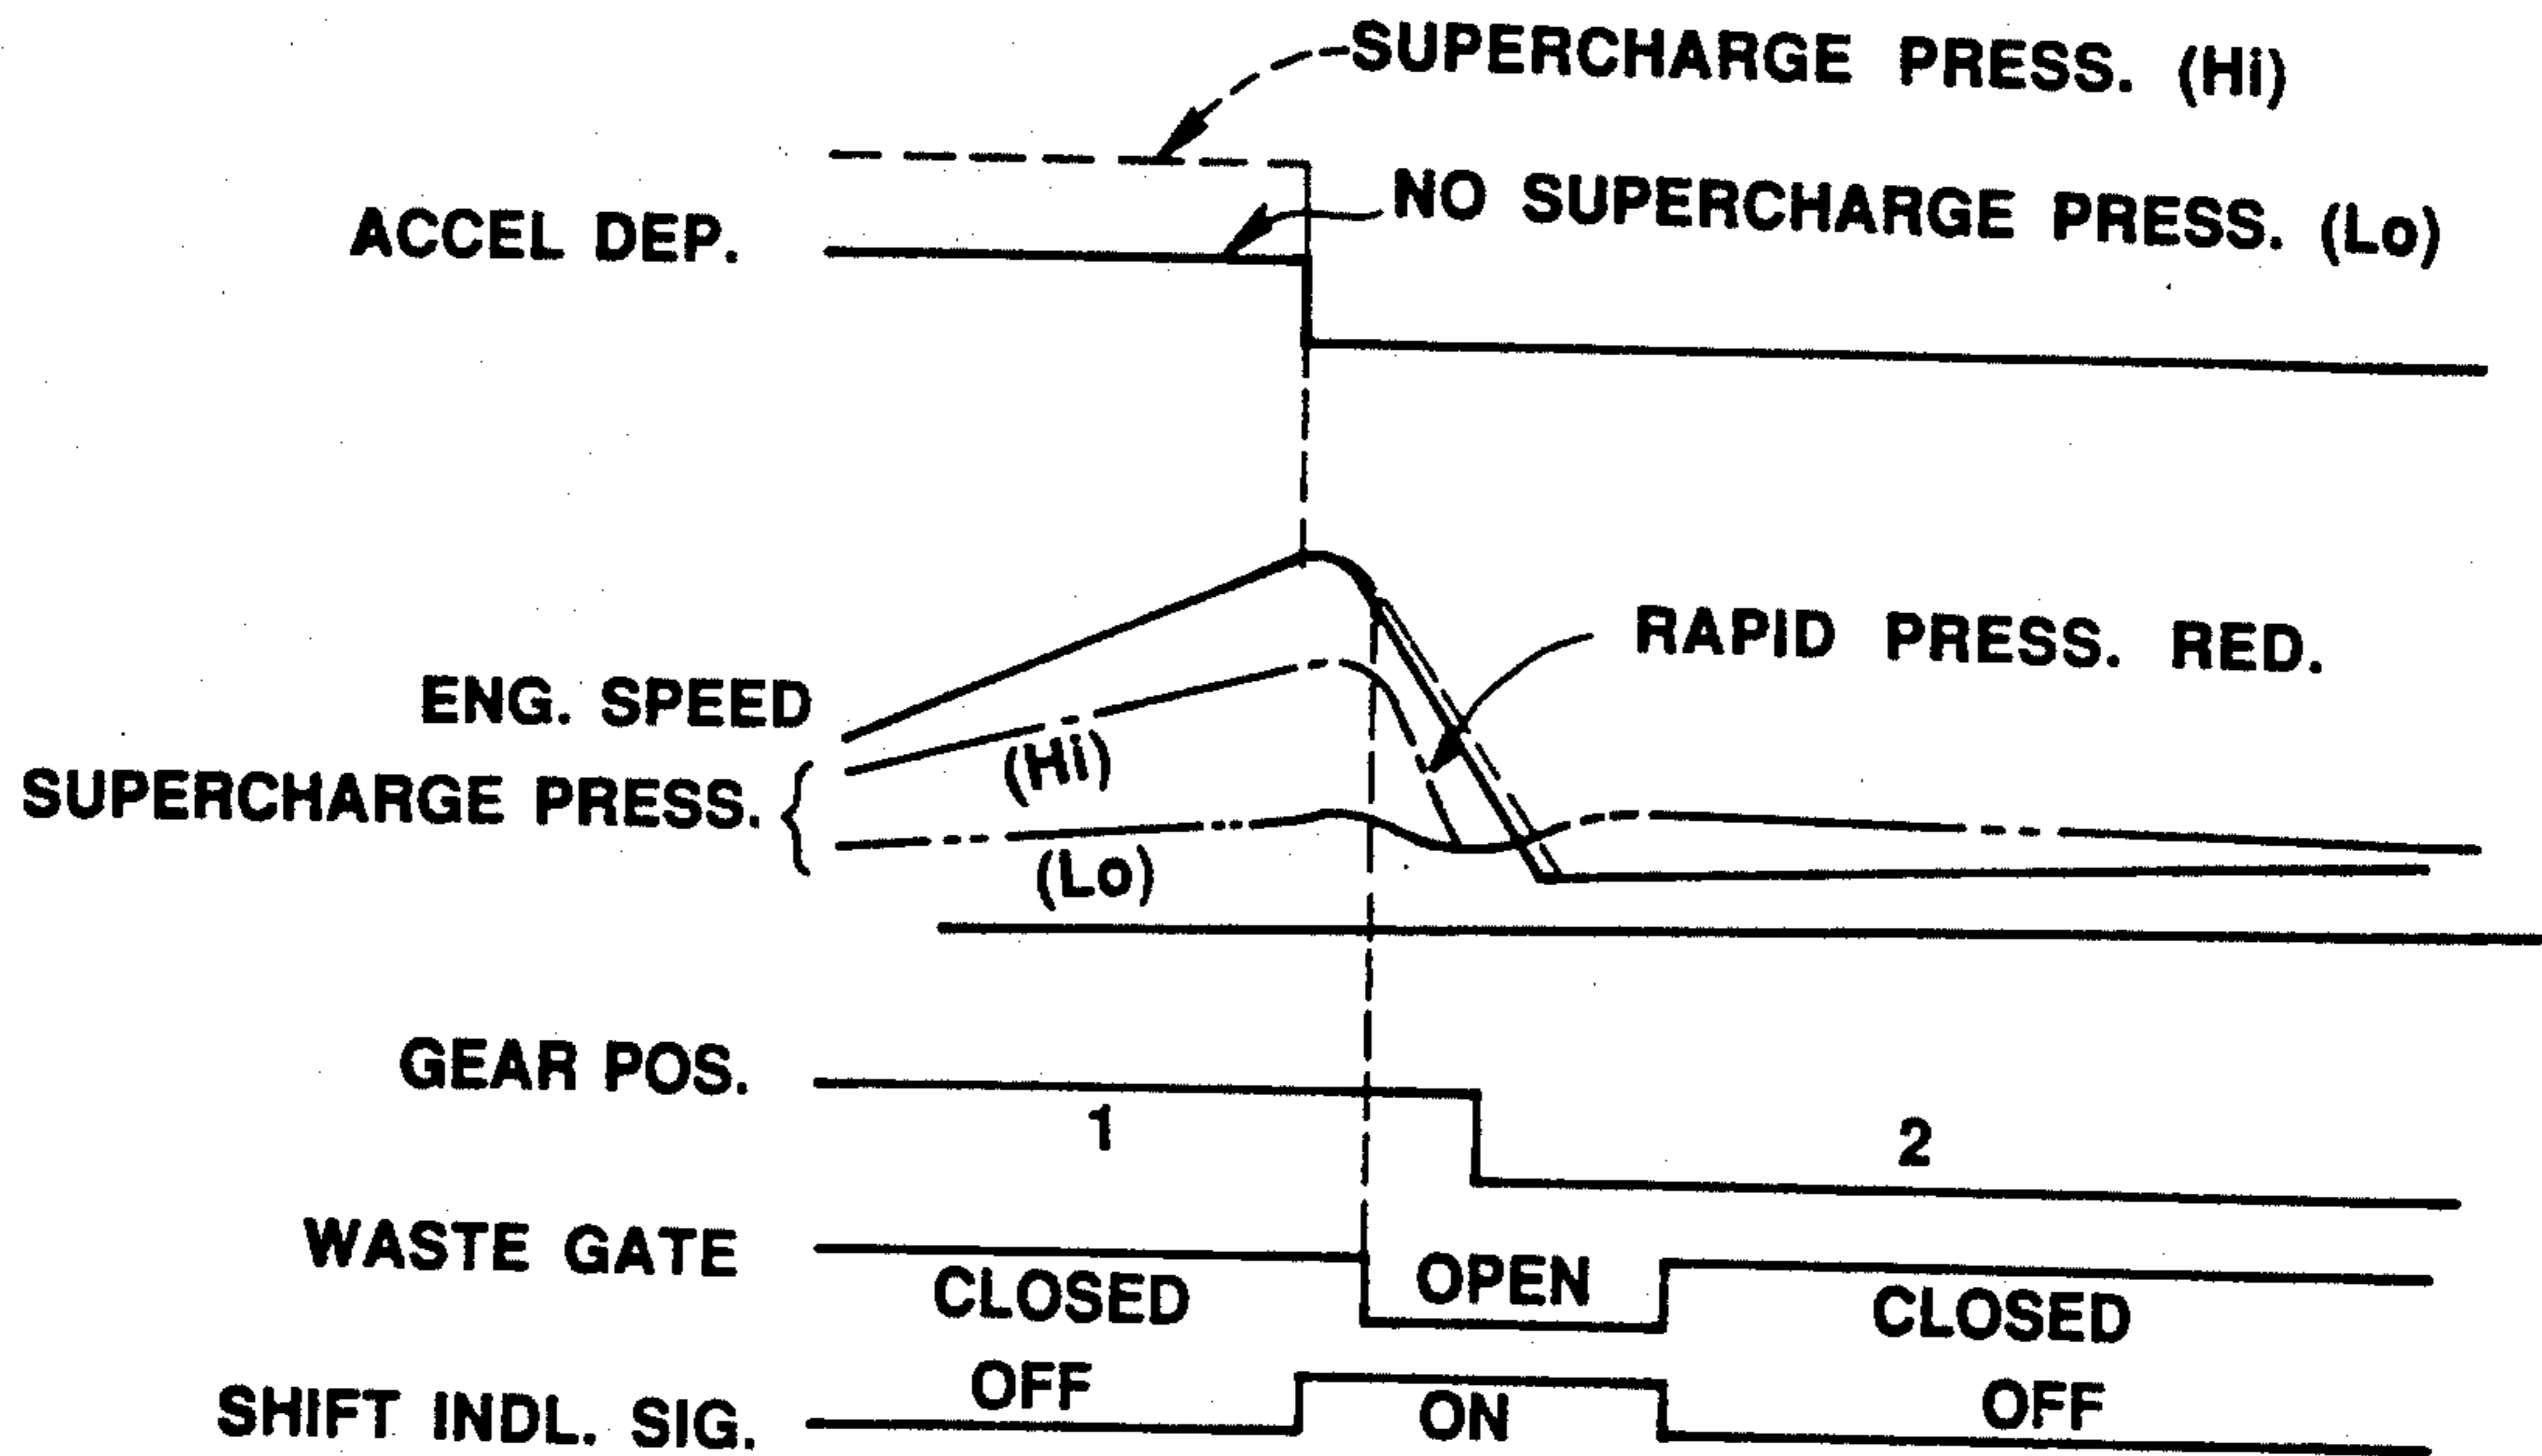 SUPERCHARGE PRESS. (Hi)
NO SUPERCHARGE PRESS. (Lo)
ACCEL DEP.
RAPID PRESS. RED.
ENG. SPEED
(Hi)
SUPERCHARGE PRESS.
(Lo)
GEAR POS.
1
2
WASTE GATE
CLOSED
OPEN
CLOSED
OFF
ON
OFF
SHIFT INDL. SIG.